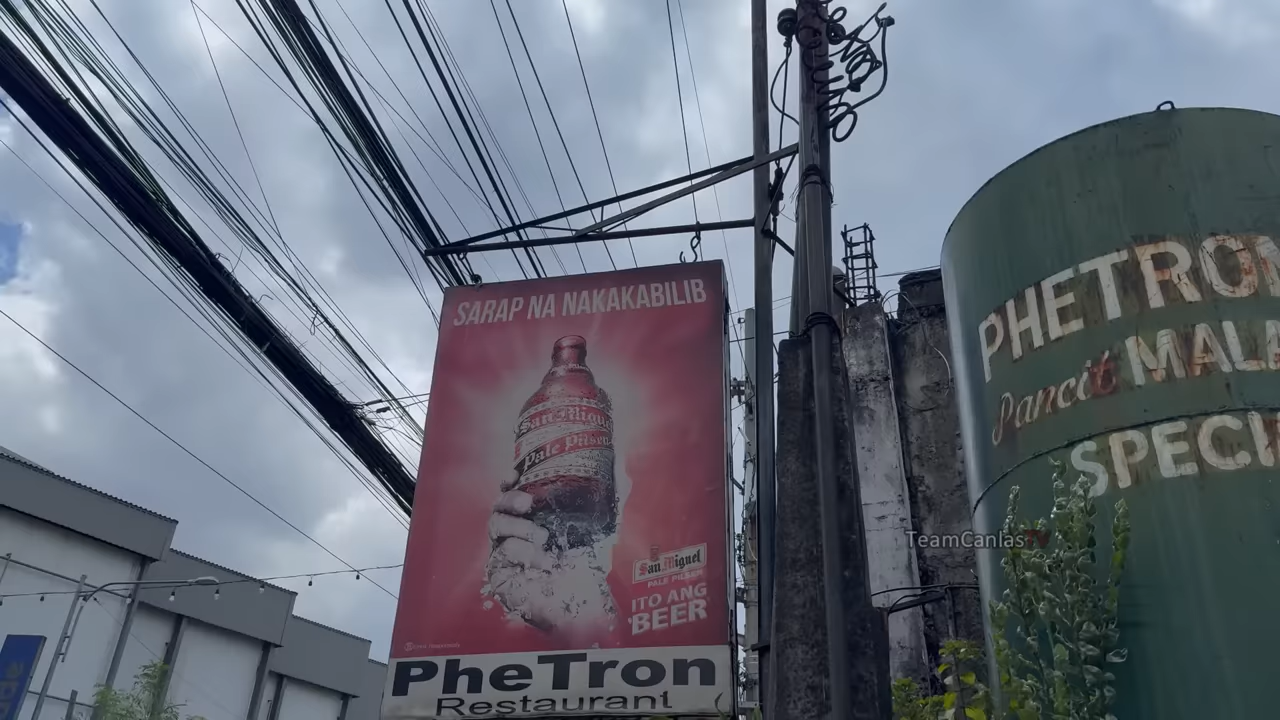 SARAP NA NAKAKABILIB
San Miguel
Pale Pilsen
San Miguel
PALE PILSEN
ITO ANG
BEER
PheTron
Restaurant
PHETRON
Pancit MALA
SPECI
TeamCanlasTV